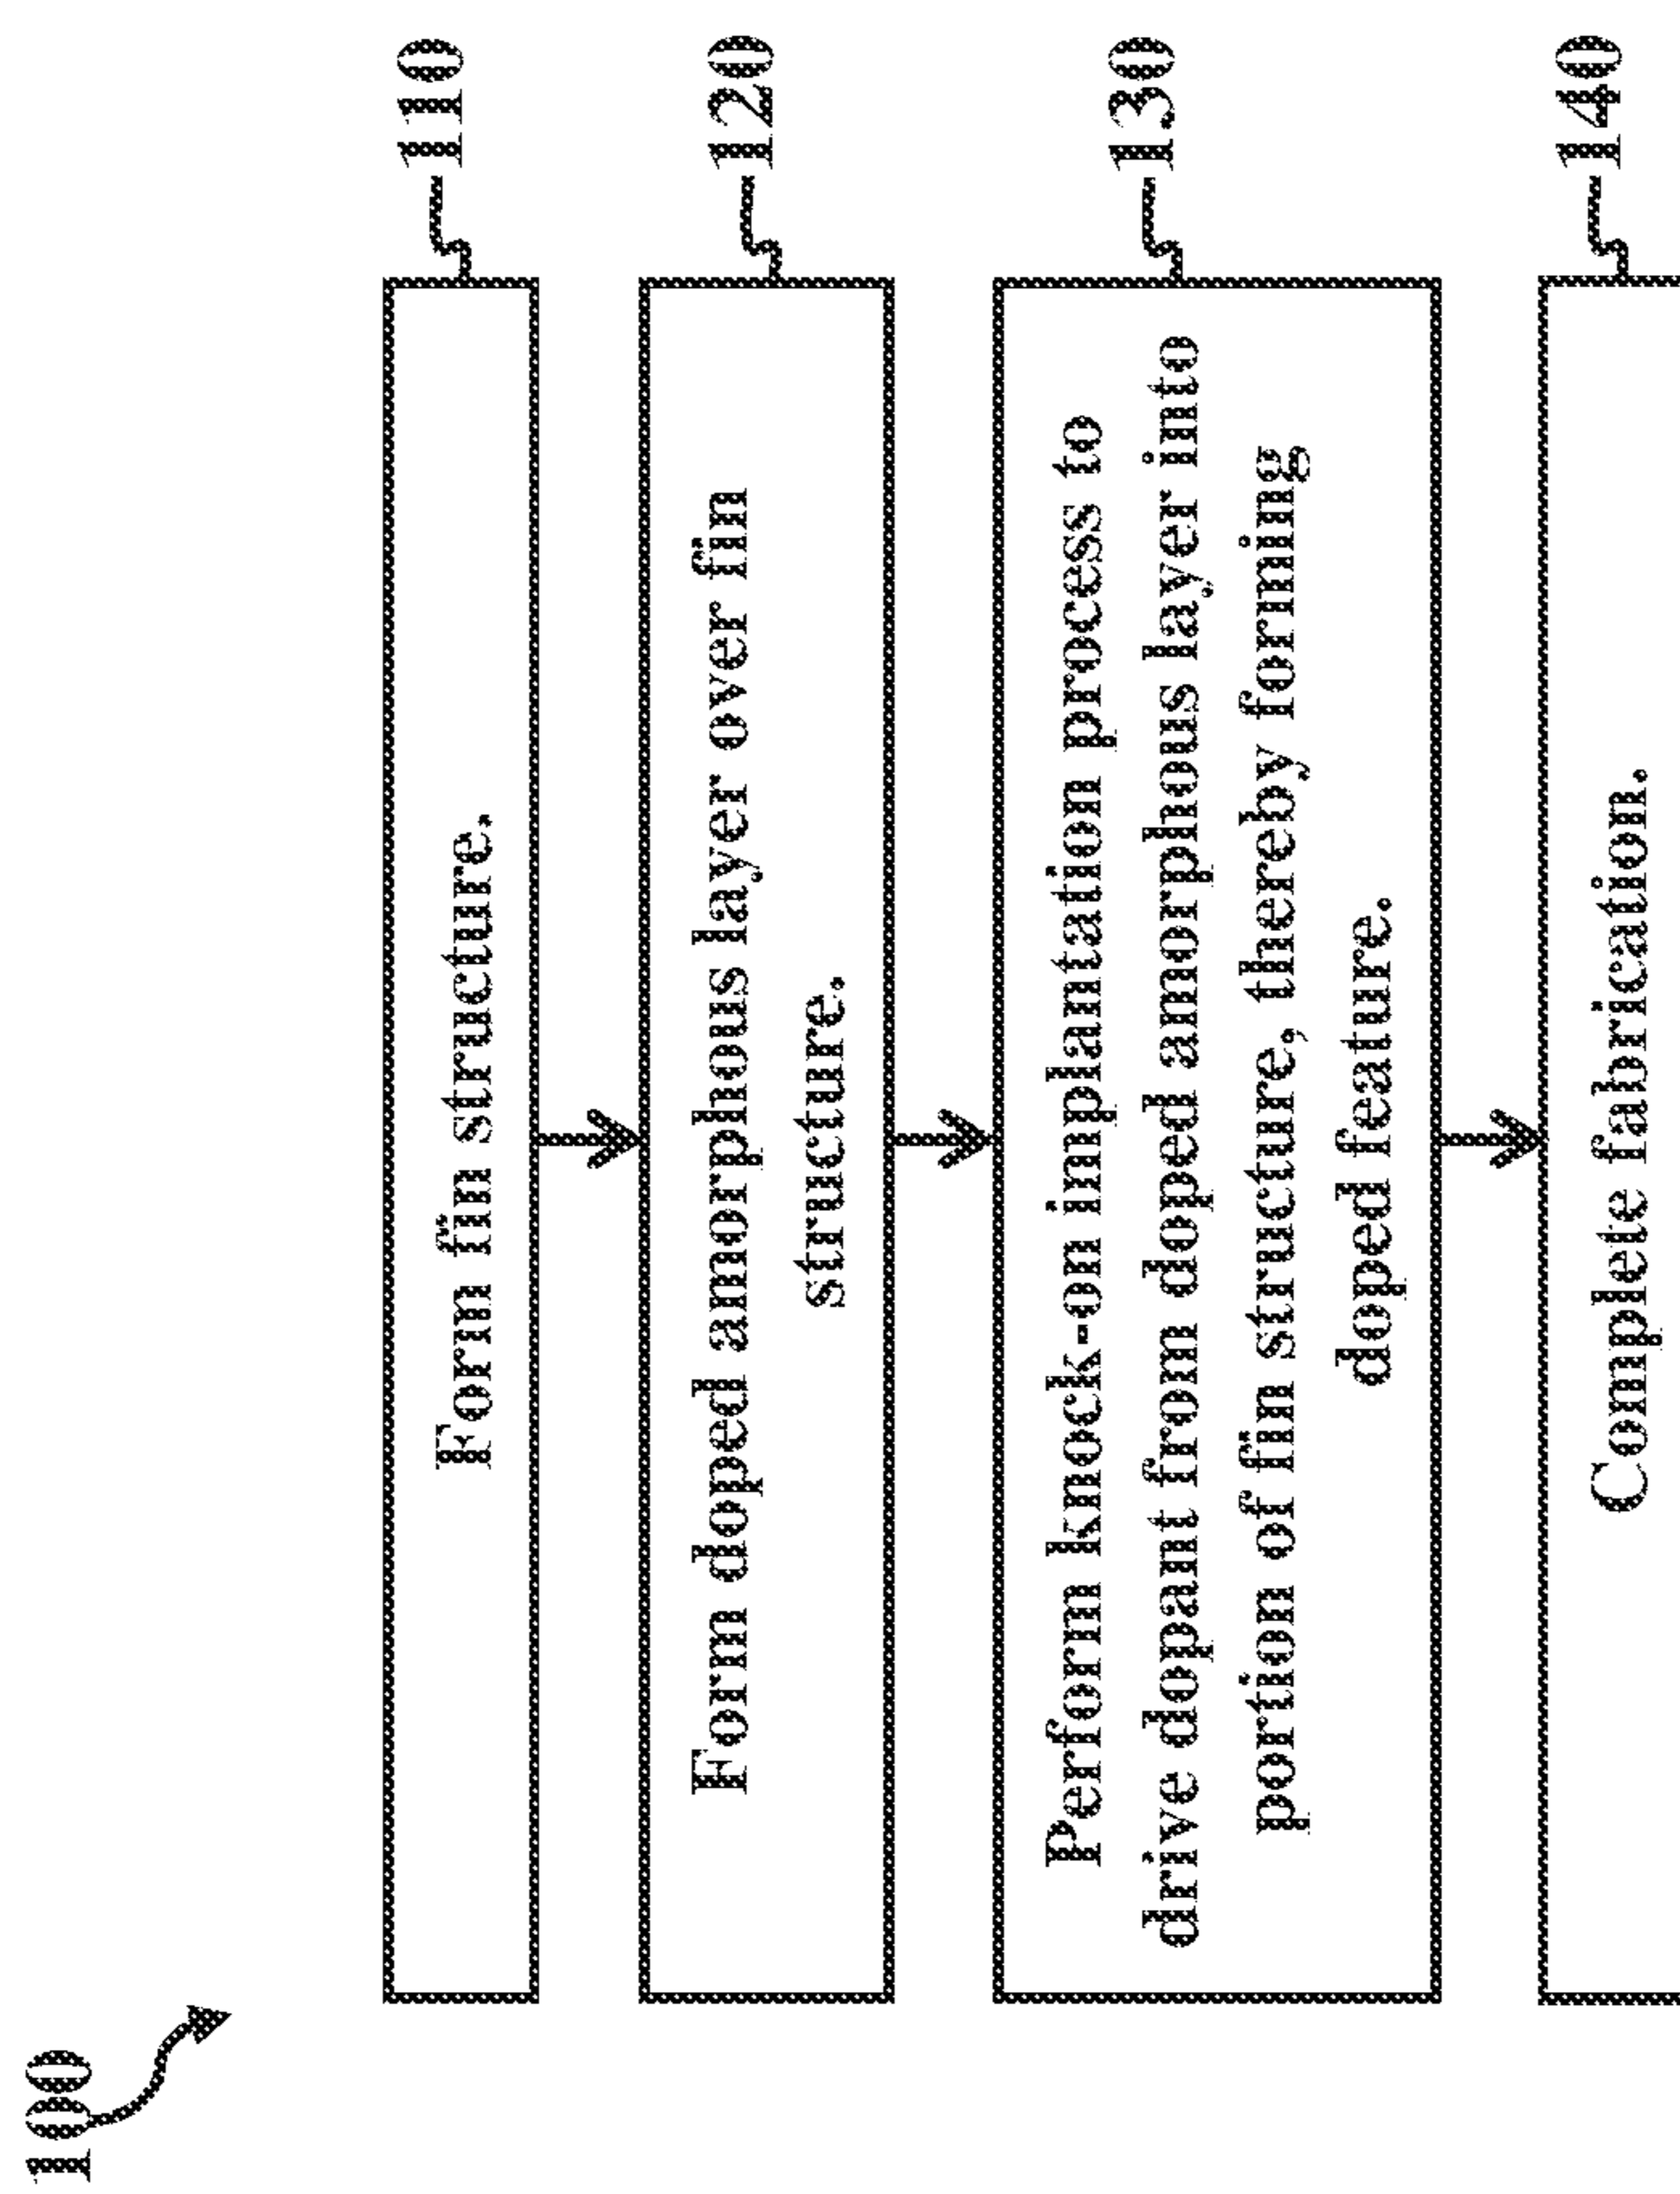 100
Form fin structure.
110
Form doped amorphous layer over fin
structure.
120
Perform knock-on implantation process to
drive dopant from doped amorphous layer into
portion of fin structure, thereby forming
doped feature.
130
Complete fabrication.
140